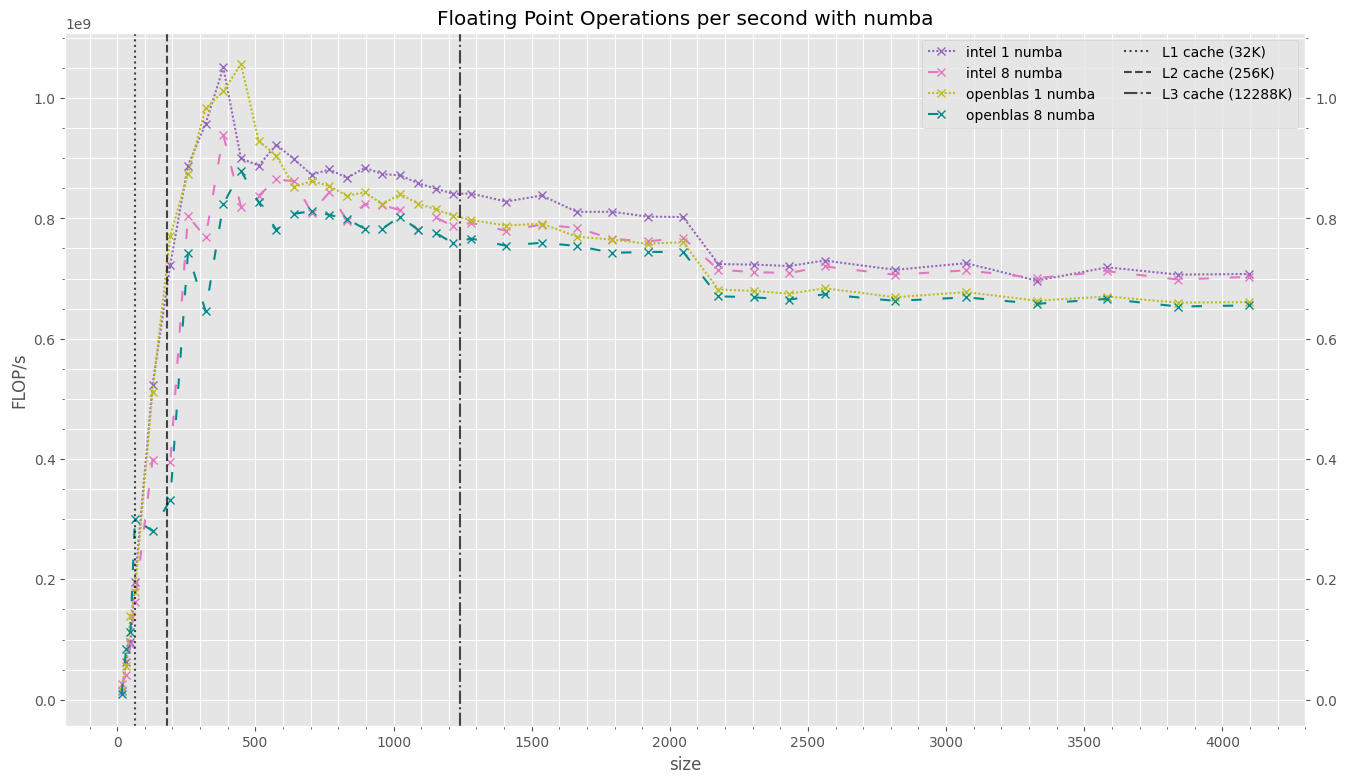 Floating Point Operations per second with numba
1e9
intel 1 numba
intel 8 numba
openblas 1 numba
openblas 8 numba
L1 cache (32K)
L2 cache (256K)
L3 cache (12288K)
FLOP/s
1.0
0.8
0.6
0.4
0.2
0.0
1.0
0.8
0.6
0.4
0.2
0.0
0 500 1000 1500 2000 2500 3000 3500 4000
size